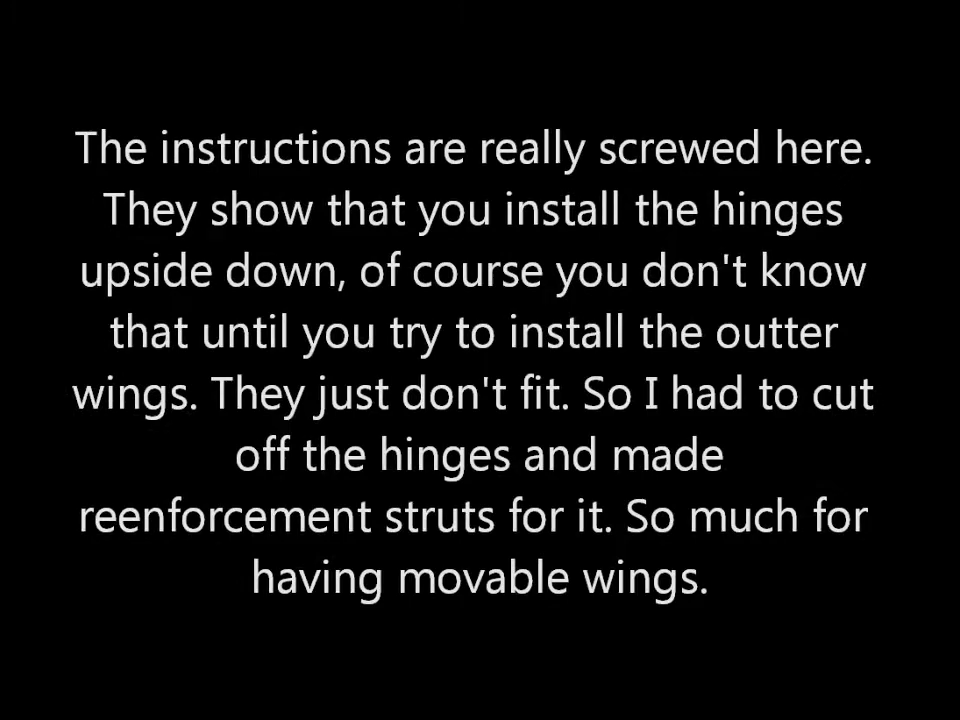 The instructions are really screwed here.
They show that you install the hinges
upside down, of course you don't know
that until you try to install the outter
wings. They just don't fit. So I had to cut
off the hinges and made
reenforcement struts for it. So much for
having movable wings.